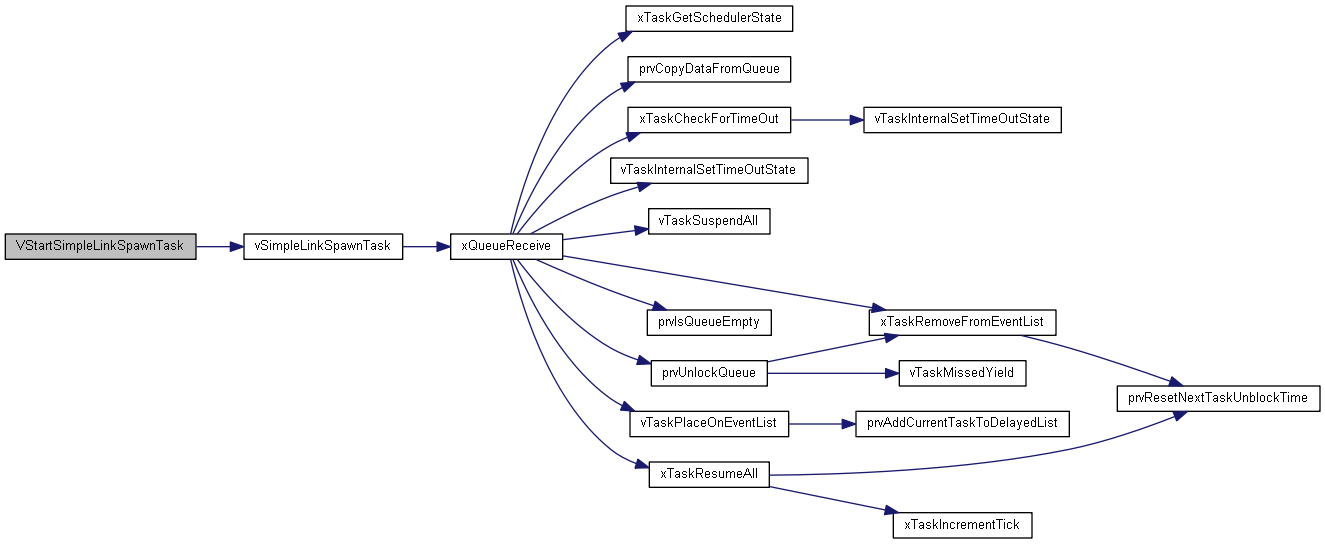 xTaskGetSchedulerState
prvCopyDataFromQueue
xTaskCheckForTimeOut
vTaskInternalSetTimeOutState
vTaskInternalSetTimeOutState
vTaskSuspendAll
VStartSimpleLinkSpawnTask
vSimpleLinkSpawnTask
xQueueReceive
prvIsQueueEmpty
xTaskRemoveFromEventList
prvUnlockQueue
vTaskMissedYield
prvResetNextTaskUnblockTime
vTaskPlaceOnEventList
prvAddCurrentTaskToDelayedList
xTaskResumeAll
xTaskIncrementTick